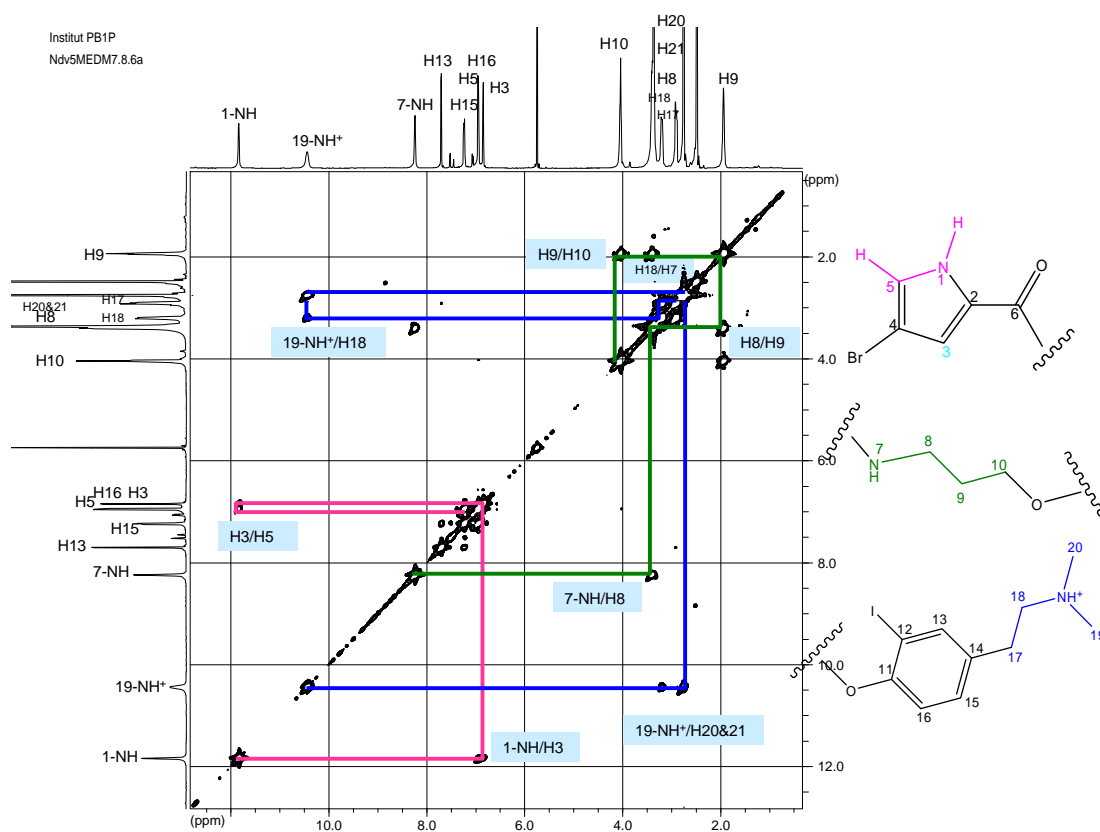 Institut PB1P
Ndv5MEDM7.8.6a
1-NH
19-NH⁺
7-NH
H13
H15
H5
H16
H3
H10
H20
H21
H8
H18
H17
H9
(ppm)
H9
H20&21
H17
H8
H18
H10
H5
H16 H3
H15
H13
7-NH
19-NH⁺
1-NH
2.0
4.0
6.0
8.0
10.0
12.0
(ppm)
10.0
8.0
6.0
4.0
2.0
H9/H10
H18/H7
19-NH⁺/H18
H8/H9
H3/H5
7-NH/H8
19-NH⁺/H20&21
1-NH/H3
H
H
N
1
5
2
O
6
4
3
Br
7
N
H
8
9
10
O
20
18
NH⁺
19
I
13
12
14
17
11
15
16
O